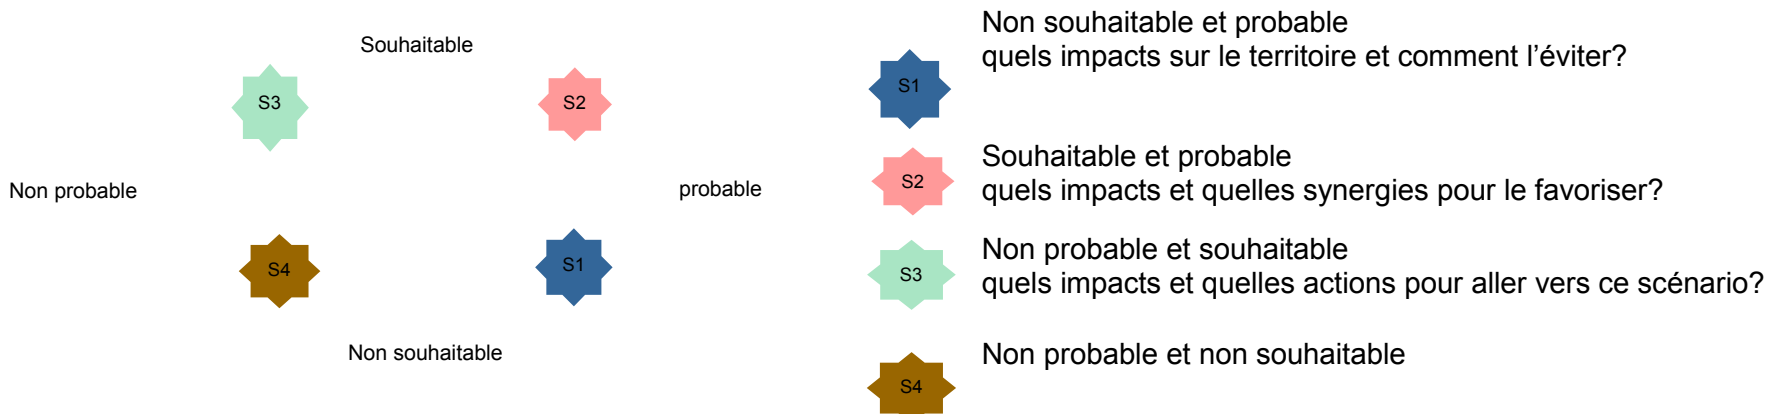 Souhaitable
S3
S2
Non probable
probable
S4
S1
Non souhaitable
Non souhaitable et probable
quels impacts sur le territoire et comment l’éviter?
S1
Souhaitable et probable
quels impacts et quelles synergies pour le favoriser?
S2
Non probable et souhaitable
quels impacts et quelles actions pour aller vers ce scénario?
S3
Non probable et non souhaitable
S4